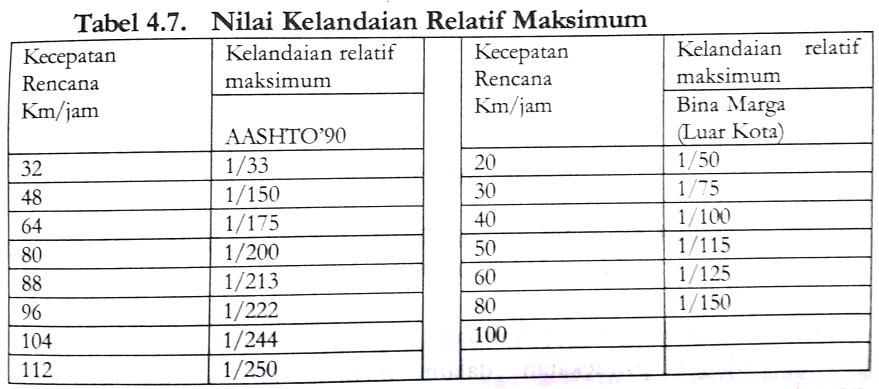 Tabel 4.7. Nilai Kelandaian Relatif Maksimum
Kecepatan Rencana Km/jam
Kelandaian relatif maksimum
AASHTO'90
32 1/33
48 1/150
64 1/175
80 1/200
88 1/213
96 1/222
104 1/244
112 1/250
Kecepatan Rencana Km/jam
Kelandaian relatif maksimum
Bina Marga
(Luar Kota)
20 1/50
30 1/75
40 1/100
50 1/115
60 1/125
80 1/150
100